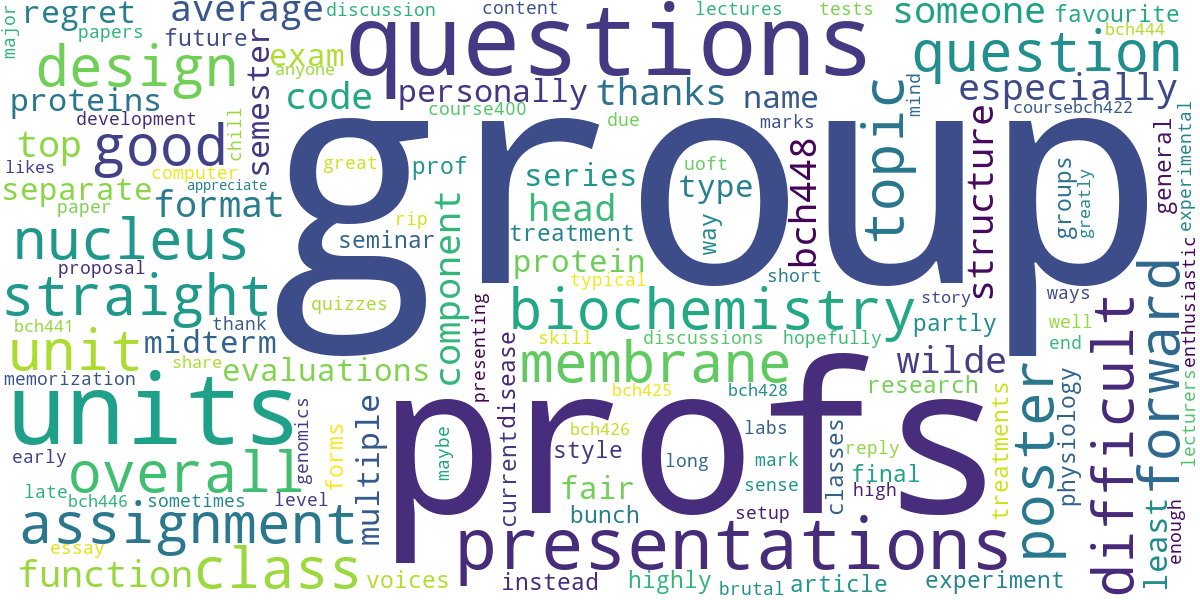 regret
average
discussion
content
lectures
tests
someone
favourite
major
papers
future
semester
questions
bch444
design
exam
anyone
question
proteins
code
personally
thanks
name
topic
mind
especially
development
course400
due
marks
coursebch422
top
good
chill
group
structure
general
experimental
likes
computer
great
prof
series
uoft
type
bch448
groups
greatly
separate
appreciate
paper
format
component
rip
head
way
nucleus
seminar
treatment
proposal
protein
typical
short
straight
quizzes
presenting
biochemistry
story
ways
forward
enthusiastic
bch441
thank
midterm
skill
discussions
hopefully
partly
well
end
difficult
unit
share
evaluations
currentdisease
membrane
wilde
memorization
bch425
bch428
research
lecturers
units
genomics
forms
multiple
profs
bch426
labs
classes
treatments
poster
physiology
early
maybe
style
long
mark
reply
overall
fair
sense
final
high
late
bch446
sometimes
level
bunch
setup
least
enough
assignment
essay
presentations
function
class
voices
instead
highly
brutal
article
experiment